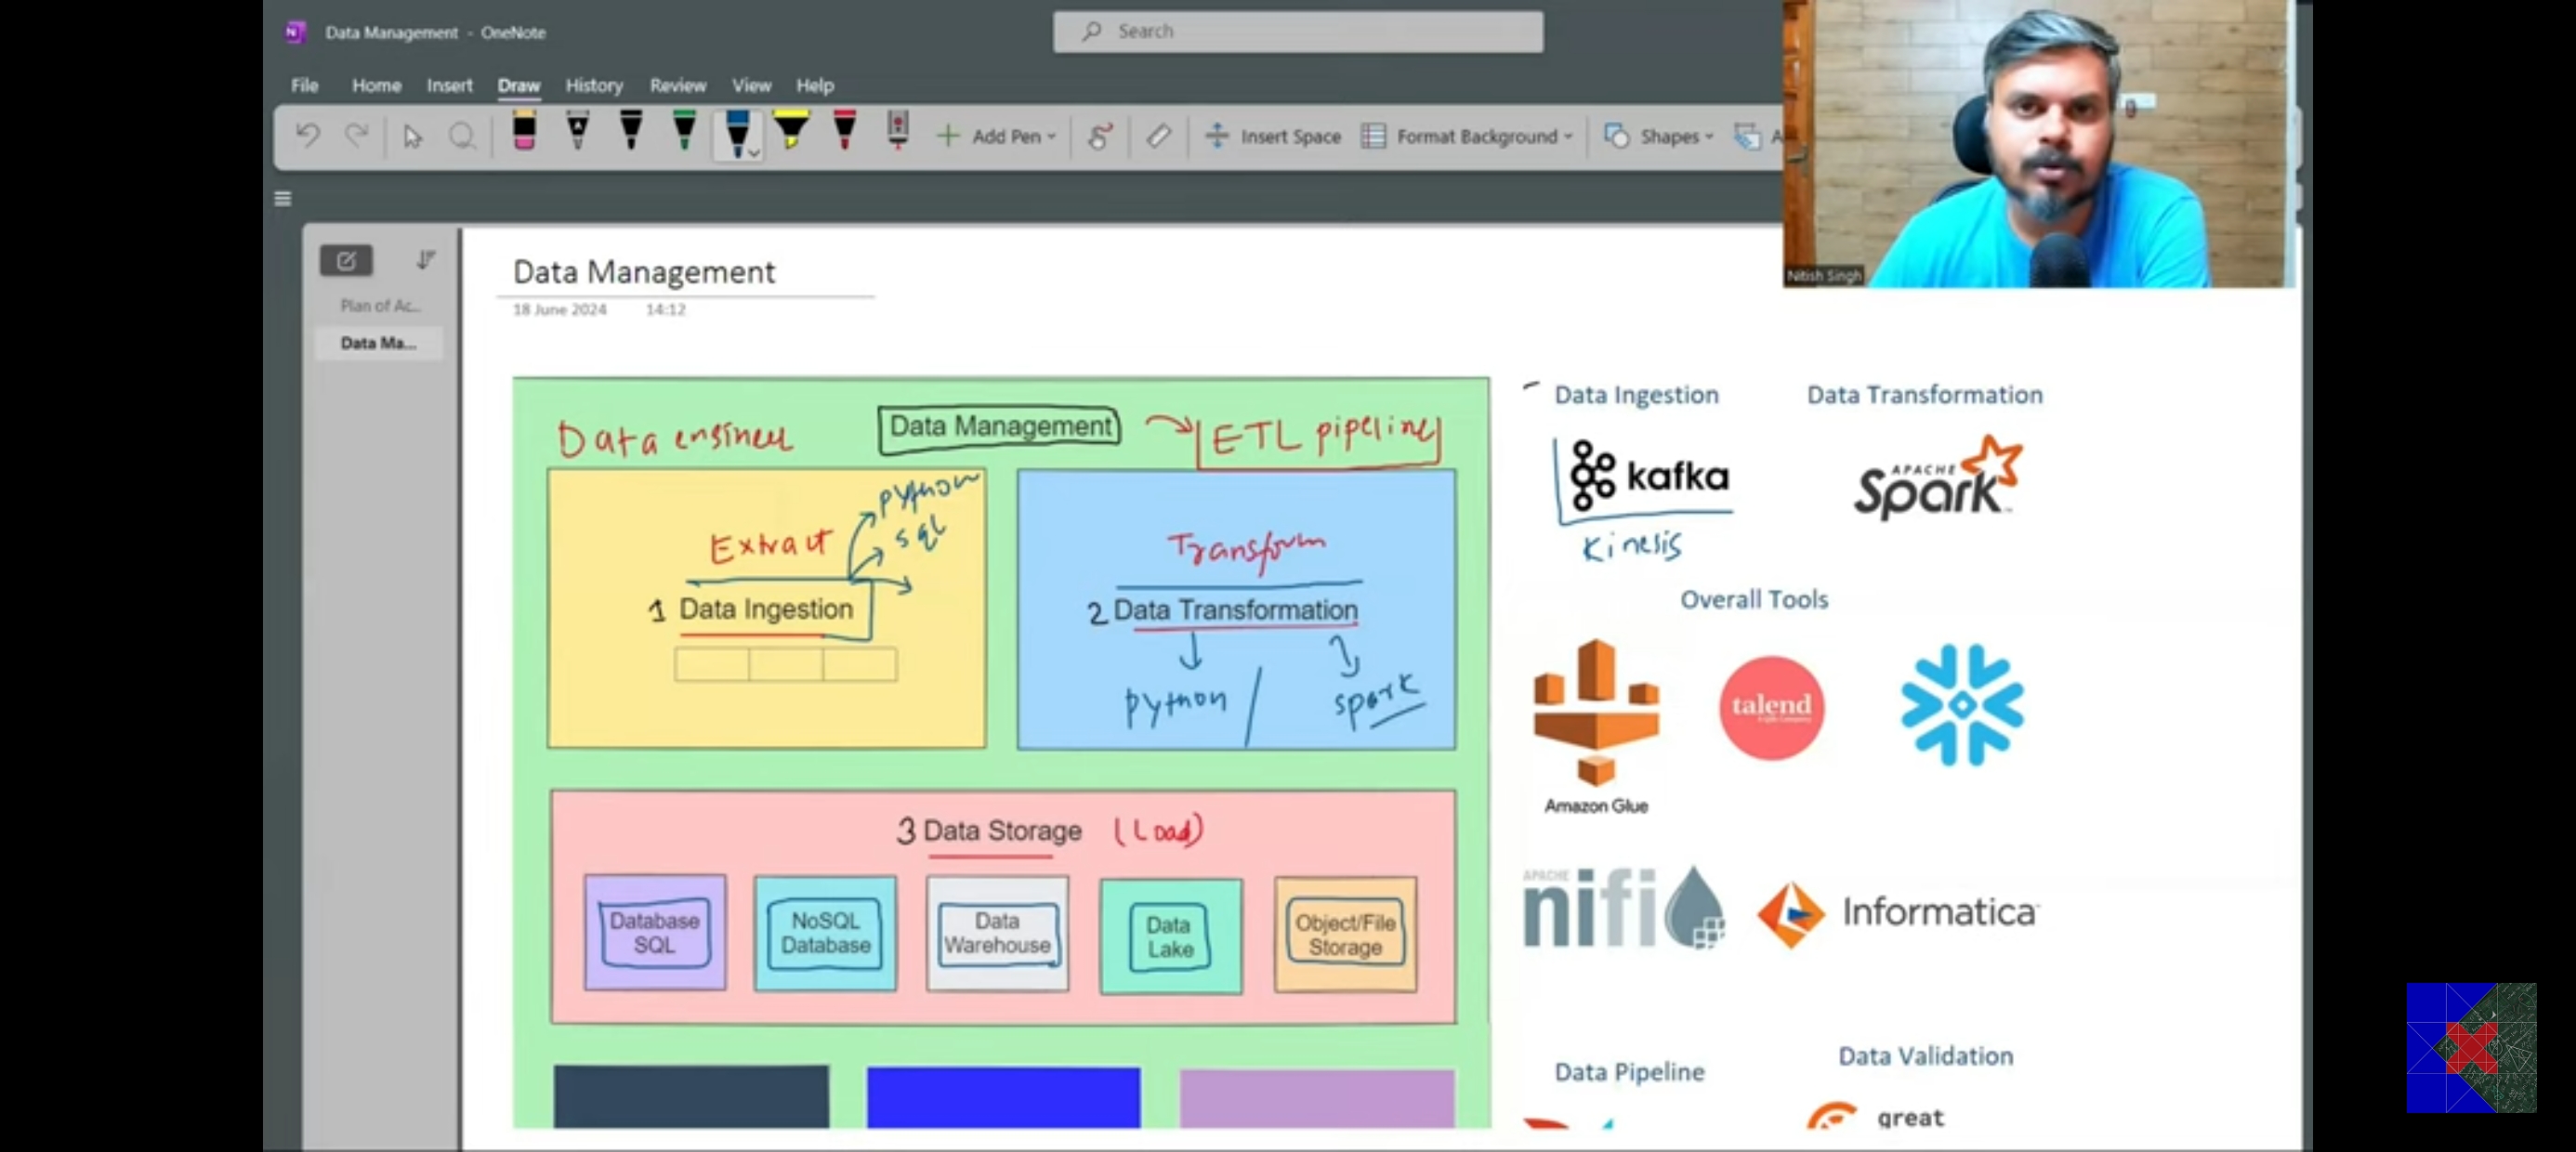 Data Management - OneNote
Search
File Home Insert Draw History Review View Help
Add Pen Insert Space Format Background Shapes A
Nitish Singh
Plan of Ac...
Data Ma...
Data Management
18 June 2024 14:12
Data engineer
Data Management
ETL pipeline
Extract
python
sql
1 Data Ingestion
Transform
2 Data Transformation
python / spark
3 Data Storage (Load)
Database
SQL
NoSQL
Database
Data
Warehouse
Data
Lake
Object/File
Storage
Data Ingestion
kafka
Kinesis
Data Transformation
APACHE
Spark
Overall Tools
Amazon Glue
talend
APACHE
nifi
Informatica
Data Pipeline
Data Validation
great